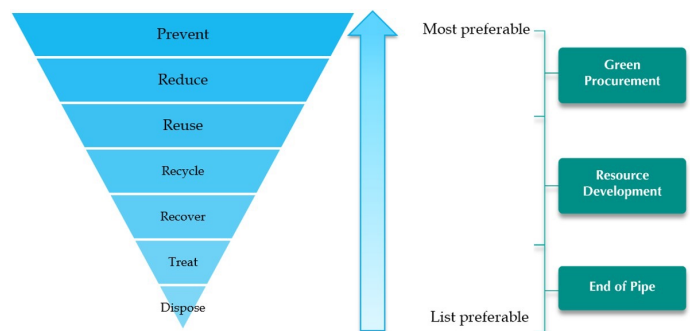 Prevent
Reduce
Reuse
Recycle
Recover
Treat
Dispose
Most preferable
List preferable
Green
Procurement
Resource
Development
End of Pipe